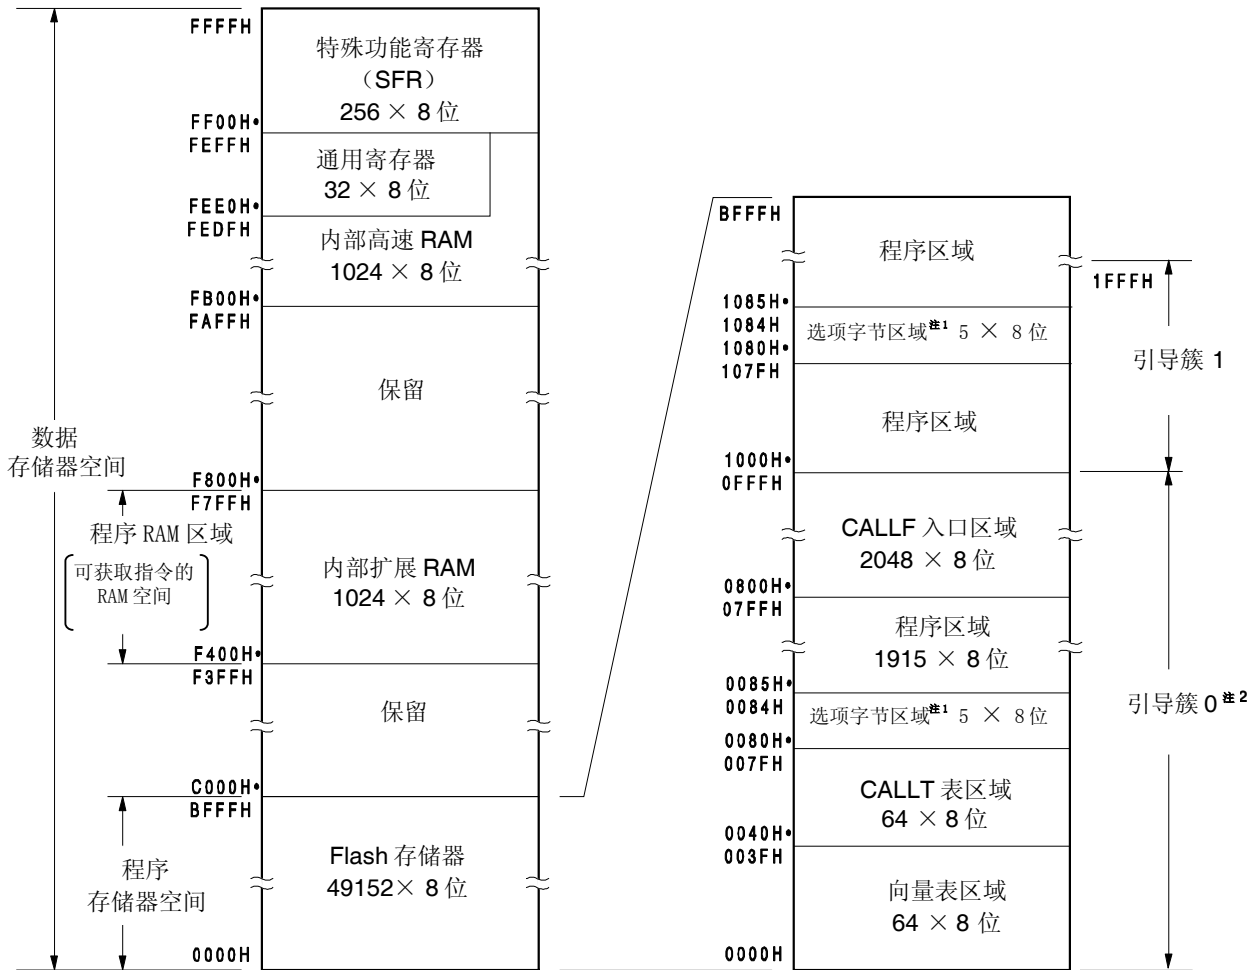 FFFFH
特殊功能寄存器
（SFR）
256 × 8 位
FF00H
FEFFH
通用寄存器
32 × 8 位
FEE0H
FEDFH
内部高速 RAM
1024 × 8 位
FB00H
FAFFH
保留
数据
存储器空间
F800H
F7FFH
程序 RAM 区域
可获取指令的
RAM 空间
内部扩展 RAM
1024 × 8 位
F400H
F3FFH
保留
C000H
BFFFH
程序
存储器空间
Flash 存储器
49152× 8 位
0000H
BFFFH
程序区域
1FFFH
1085H
1084H
选项字节区域注1 5 × 8 位
1080H
107FH
引导簇 1
程序区域
1000H
0FFFH
CALLF 入口区域
2048 × 8 位
0800H
07FFH
程序区域
1915 × 8 位
0085H
0084H
选项字节区域注1 5 × 8 位
引导簇 0注2
0080H
007FH
CALLT 表区域
64 × 8 位
0040H
003FH
向量表区域
64 × 8 位
0000H